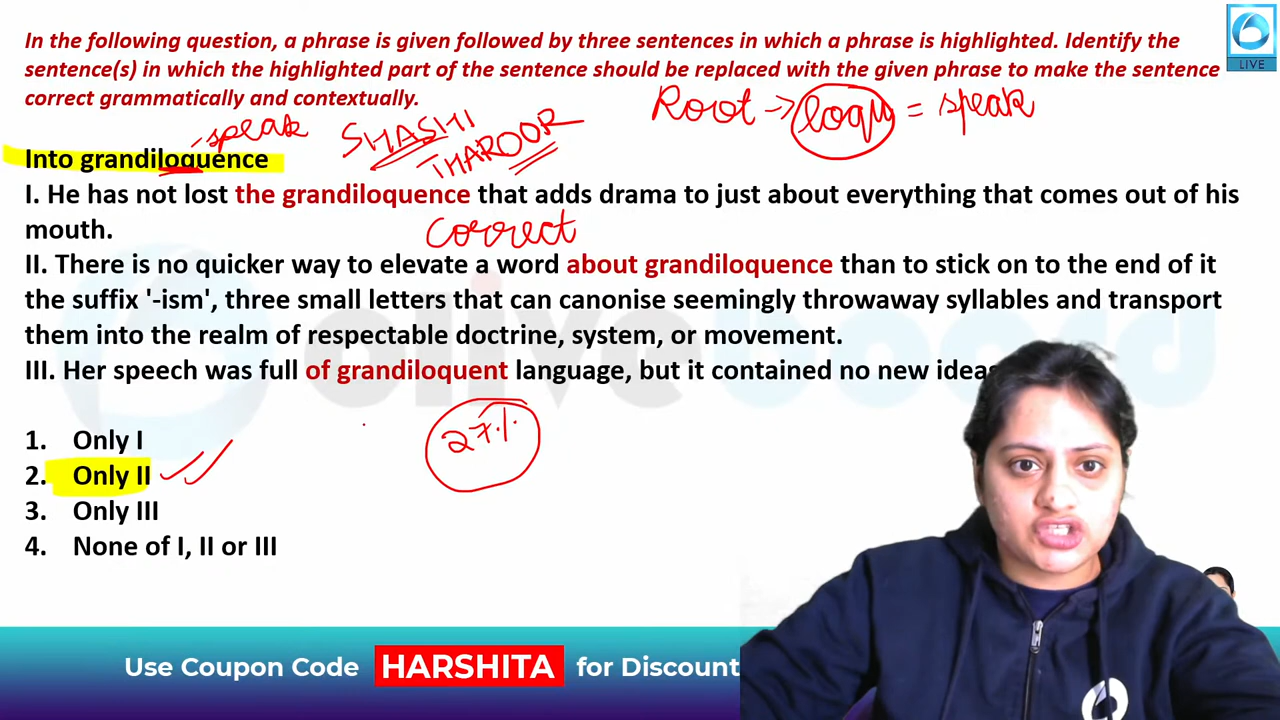 LIVE
In the following question, a phrase is given followed by three sentences in which a phrase is highlighted. Identify the
sentence(s) in which the highlighted part of the sentence should be replaced with the given phrase to make the sentence
correct grammatically and contextually.
Root → loqu = speak
speak
SHASHI
THAROOR
Into grandiloquence
I. He has not lost the grandiloquence that adds drama to just about everything that comes out of his
mouth.
correct
II. There is no quicker way to elevate a word about grandiloquence than to stick on to the end of it
the suffix '-ism', three small letters that can canonise seemingly throwaway syllables and transport
them into the realm of respectable doctrine, system, or movement.
III. Her speech was full of grandiloquent language, but it contained no new ideas
27%
1. Only I
2. Only II
3. Only III
4. None of I, II or III
Use Coupon Code HARSHITA for Discount